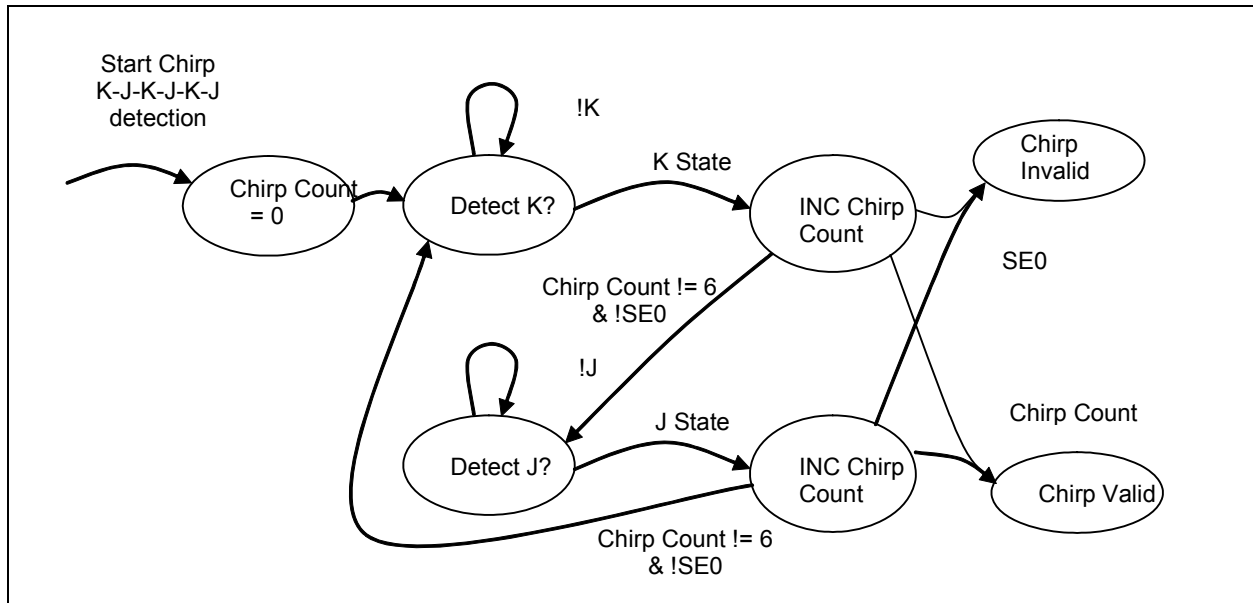 Start Chirp
K-J-K-J-K-J
detection
!K
Chirp Count
= 0
Detect K?
K State
INC Chirp
Count
Chirp
Invalid
SE0
Chirp Count != 6
& !SE0
!J
Detect J?
J State
INC Chirp
Count
Chirp Count
Chirp Valid
Chirp Count != 6
& !SE0